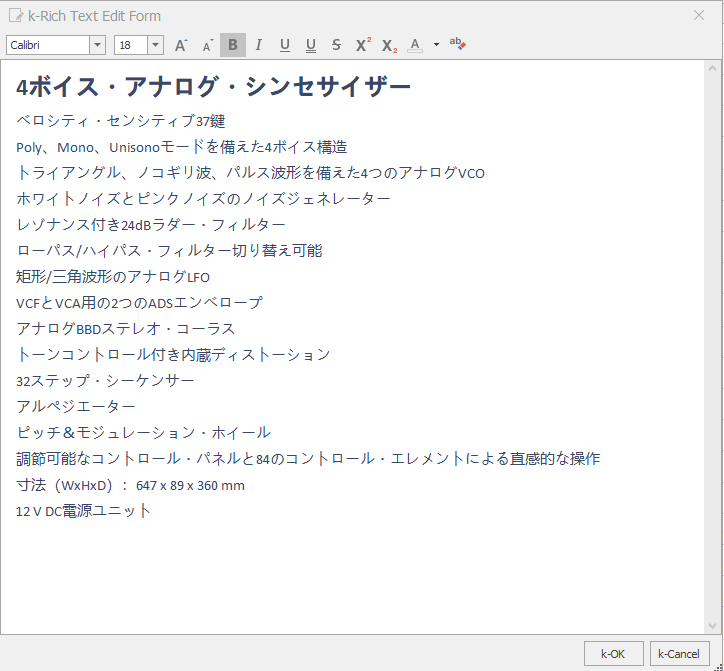 k-Rich Text Edit Form
Calibri 18 A A B I U U S X2 X2 A ab
4ボイス・アナログ・シンセサイザー
ベロシティ・センシティブ37鍵
Poly、Mono、Unisonoモードを備えた4ボイス構造
トライアングル、ノコギリ波、パルス波形を備えた4つのアナログVCO
ホワイトノイズとピンクノイズのノイズジェネレーター
レゾナンス付き24dBラダー・フィルター
ローパス/ハイパス・フィルター切り替え可能
矩形/三角波形のアナログLFO
VCFとVCA用の2つのADSエンベロープ
アナログBBDステレオ・コーラス
トーンコントロール付き内蔵ディストーション
32ステップ・シーケンサー
アルペジエーター
ピッチ＆モジュレーション・ホイール
調節可能なコントロール・パネルと84のコントロール・エレメントによる直感的な操作
寸法（WxHxD）: 647 x 89 x 360 mm
12 V DC電源ユニット
k-OK k-Cancel